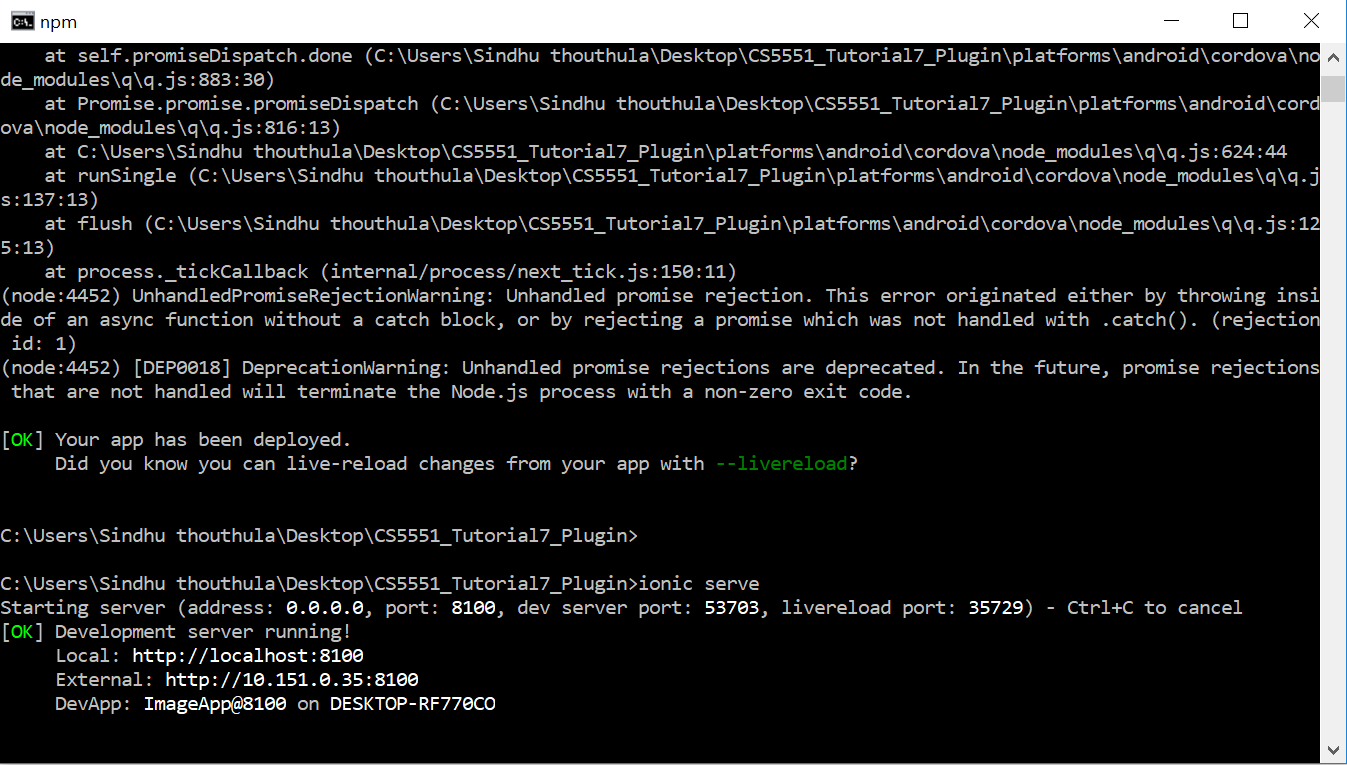 npm
    at self.promiseDispatch.done (C:\Users\Sindhu thouthula\Desktop\CS5551_Tutorial7_Plugin\platforms\android\cordova\no
de_modules\q\q.js:883:30)
    at Promise.promise.promiseDispatch (C:\Users\Sindhu thouthula\Desktop\CS5551_Tutorial7_Plugin\platforms\android\cord
ova\node_modules\q\q.js:816:13)
    at C:\Users\Sindhu thouthula\Desktop\CS5551_Tutorial7_Plugin\platforms\android\cordova\node_modules\q\q.js:624:44
    at runSingle (C:\Users\Sindhu thouthula\Desktop\CS5551_Tutorial7_Plugin\platforms\android\cordova\node_modules\q\q.j
s:137:13)
    at flush (C:\Users\Sindhu thouthula\Desktop\CS5551_Tutorial7_Plugin\platforms\android\cordova\node_modules\q\q.js:12
5:13)
    at process._tickCallback (internal/process/next_tick.js:150:11)
(node:4452) UnhandledPromiseRejectionWarning: Unhandled promise rejection. This error originated either by throwing insi
de of an async function without a catch block, or by rejecting a promise which was not handled with .catch(). (rejection
 id: 1)
(node:4452) [DEP0018] DeprecationWarning: Unhandled promise rejections are deprecated. In the future, promise rejections
 that are not handled will terminate the Node.js process with a non-zero exit code.
[OK] Your app has been deployed.
     Did you know you can live-reload changes from your app with --livereload?
C:\Users\Sindhu thouthula\Desktop\CS5551_Tutorial7_Plugin>
C:\Users\Sindhu thouthula\Desktop\CS5551_Tutorial7_Plugin>ionic serve
Starting server (address: 0.0.0.0, port: 8100, dev server port: 53703, livereload port: 35729) - Ctrl+C to cancel
[OK] Development server running!
     Local: http://localhost:8100
     External: http://10.151.0.35:8100
     DevApp: ImageApp@8100 on DESKTOP-RF770CO